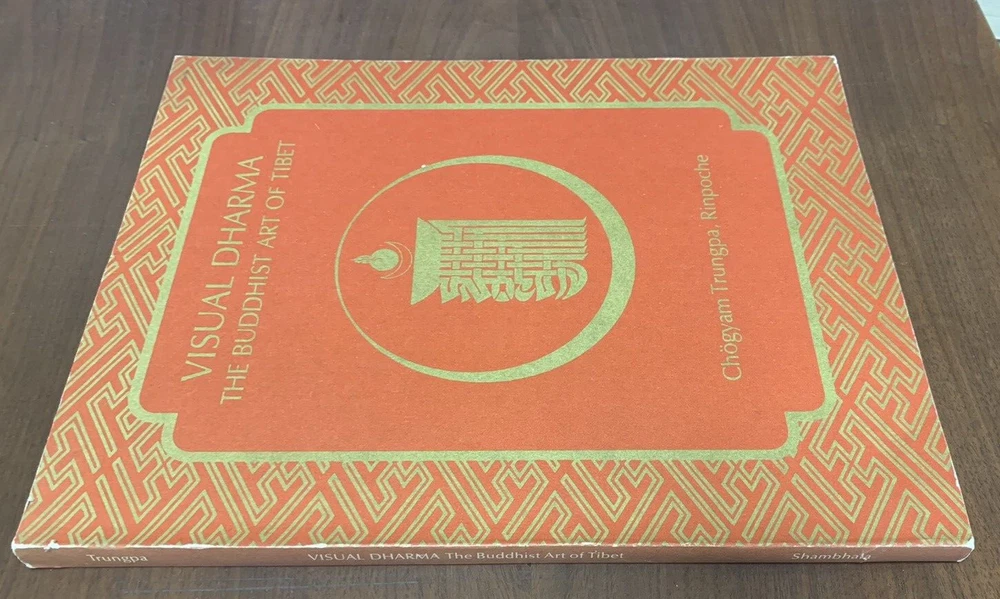 VISUAL DHARMA
THE BUDDHIST ART OF TIBET
Chögyam Trungpa, Rinpoche
Trungpa
VISUAL DHARMA The Buddhist Art of Tibet
Shambhala